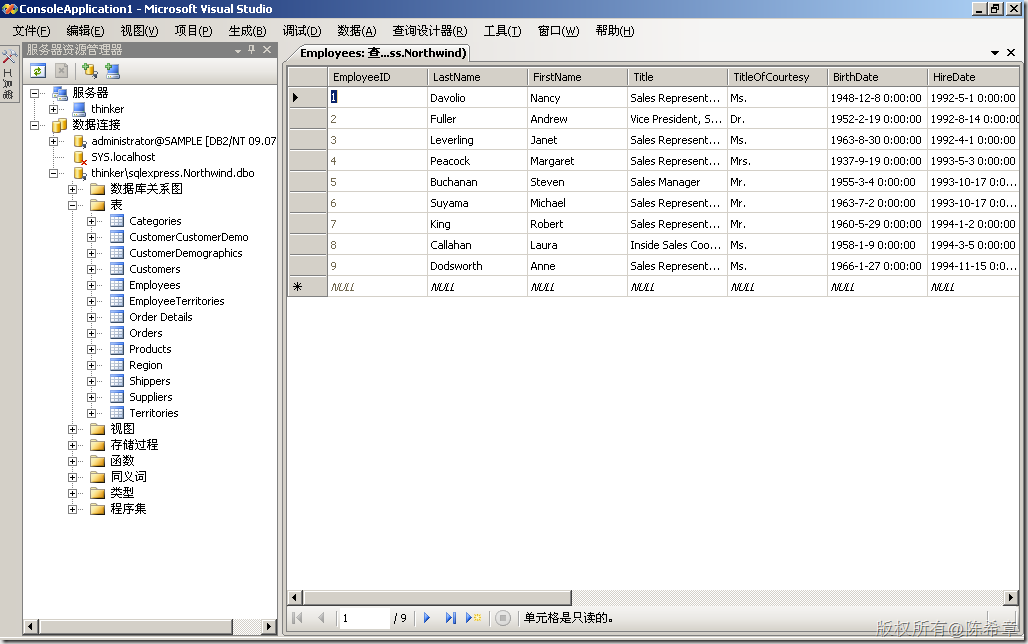 ConsoleApplication1 - Microsoft Visual Studio
文件(F) 编辑(E) 视图(V) 项目(P) 生成(B) 调试(D) 数据(A) 查询设计器(R) 工具(T) 窗口(W) 帮助(H)
工具箱
服务器资源管理器
服务器
thinker
数据连接
administrator@SAMPLE [DB2/NT 09.07
SYS.localhost
thinker\sqlexpress.Northwind.dbo
数据库关系图
表
Categories
CustomerCustomerDemo
CustomerDemographics
Customers
Employees
EmployeeTerritories
Order Details
Orders
Products
Region
Shippers
Suppliers
Territories
视图
存储过程
函数
同义词
类型
程序集
Employees: 查...ss.Northwind)
EmployeeID LastName FirstName Title TitleOfCourtesy BirthDate HireDate
1 Davolio Nancy Sales Represent... Ms. 1948-12-8 0:00:00 1992-5-1 0:00:00
2 Fuller Andrew Vice President, S... Dr. 1952-2-19 0:00:00 1992-8-14 0:00:00
3 Leverling Janet Sales Represent... Ms. 1963-8-30 0:00:00 1992-4-1 0:00:00
4 Peacock Margaret Sales Represent... Mrs. 1937-9-19 0:00:00 1993-5-3 0:00:00
5 Buchanan Steven Sales Manager Mr. 1955-3-4 0:00:00 1993-10-17 0:0...
6 Suyama Michael Sales Represent... Mr. 1963-7-2 0:00:00 1993-10-17 0:0...
7 King Robert Sales Represent... Mr. 1960-5-29 0:00:00 1994-1-2 0:00:00
8 Callahan Laura Inside Sales Coo... Ms. 1958-1-9 0:00:00 1994-3-5 0:00:00
9 Dodsworth Anne Sales Represent... Ms. 1966-1-27 0:00:00 1994-11-15 0:0...
NULL NULL NULL NULL NULL NULL NULL
1 / 9 单元格是只读的。
版权所有@陈希章